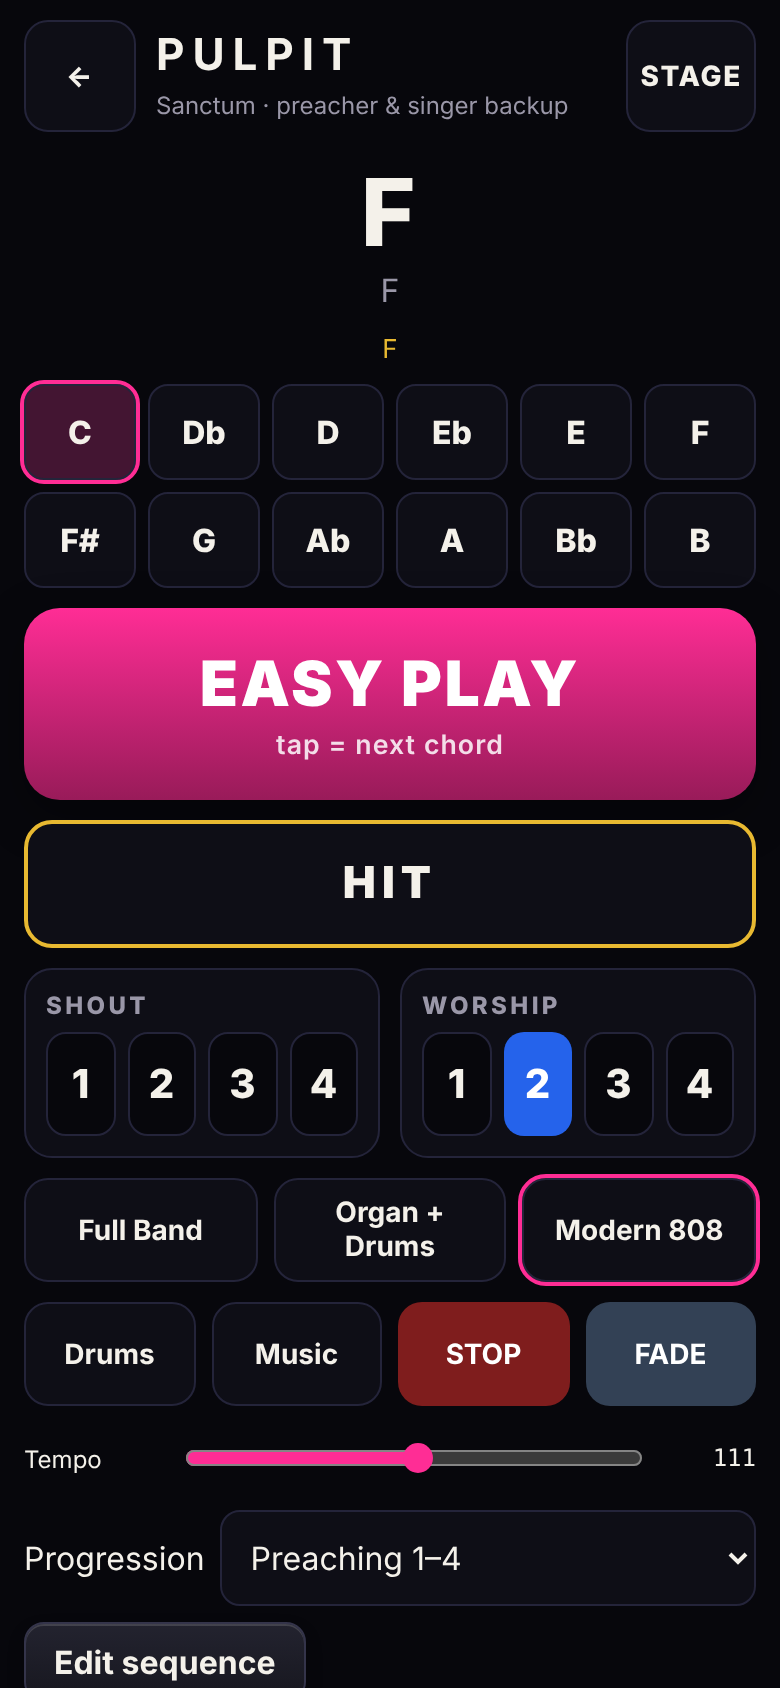 ←
PULPIT
Sanctum · preacher & singer backup
STAGE
F
F
F
C Db D Eb E F
F# G Ab A Bb B
EASY PLAY
tap = next chord
HIT
SHOUT
1 2 3 4
WORSHIP
1 2 3 4
Full Band
Organ +
Drums
Modern 808
Drums Music STOP FADE
Tempo 111
Progression Preaching 1–4
Edit sequence